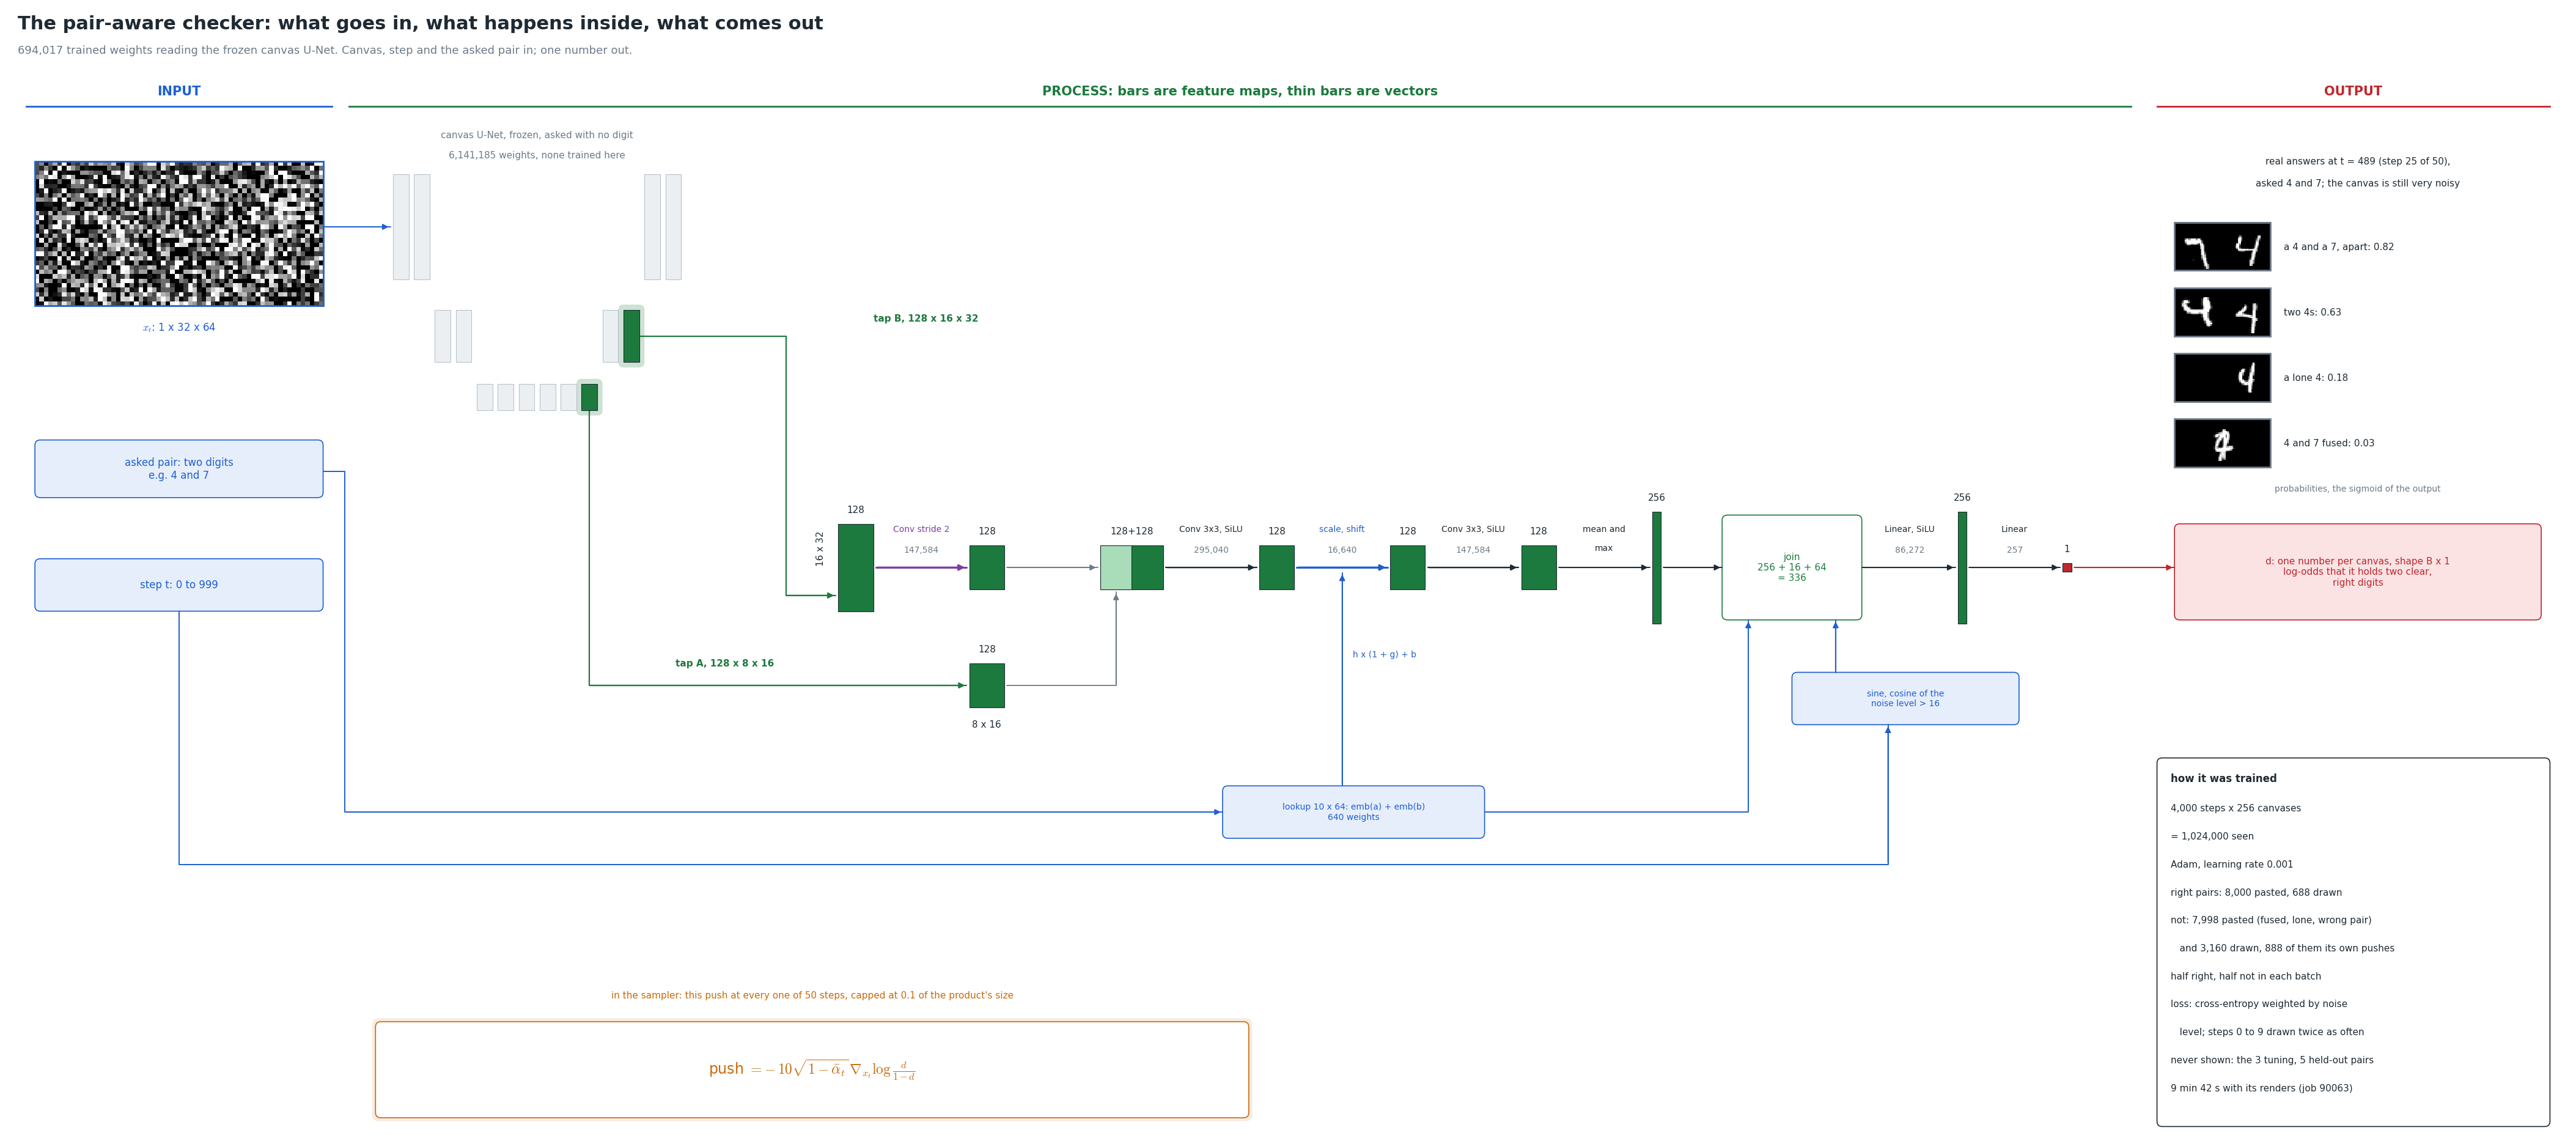 The pair-aware checker: what goes in, what happens inside, what comes out
694,017 trained weights reading the frozen canvas U-Net. Canvas, step and the asked pair in; one number out.
INPUT
PROCESS: bars are feature maps, thin bars are vectors
OUTPUT
canvas U-Net, frozen, asked with no digit
6,141,185 weights, none trained here
x_t: 1 x 32 x 64
asked pair: two digits
e.g. 4 and 7
step t: 0 to 999
tap B, 128 x 16 x 32
tap A, 128 x 8 x 16
16 x 32
128
Conv stride 2
147,584
128
128
8 x 16
128+128
Conv 3x3, SiLU
295,040
128
scale, shift
16,640
128
Conv 3x3, SiLU
147,584
128
mean and
max
256
join
256 + 16 + 64
= 336
Linear, SiLU
86,272
256
Linear
257
1
h x (1 + g) + b
sine, cosine of the
noise level > 16
lookup 10 x 64: emb(a) + emb(b)
640 weights
real answers at t = 489 (step 25 of 50),
asked 4 and 7; the canvas is still very noisy
a 4 and a 7, apart: 0.82
two 4s: 0.63
a lone 4: 0.18
4 and 7 fused: 0.03
probabilities, the sigmoid of the output
d: one number per canvas, shape B x 1
log-odds that it holds two clear,
right digits
how it was trained
4,000 steps x 256 canvases
= 1,024,000 seen
Adam, learning rate 0.001
right pairs: 8,000 pasted, 688 drawn
not: 7,998 pasted (fused, lone, wrong pair)
and 3,160 drawn, 888 of them its own pushes
half right, half not in each batch
loss: cross-entropy weighted by noise
level; steps 0 to 9 drawn twice as often
never shown: the 3 tuning, 5 held-out pairs
9 min 42 s with its renders (job 90063)
in the sampler: this push at every one of 50 steps, capped at 0.1 of the product's size
push = −10√(1 − ᾱ_t) ∇_{x_t} log d/(1−d)